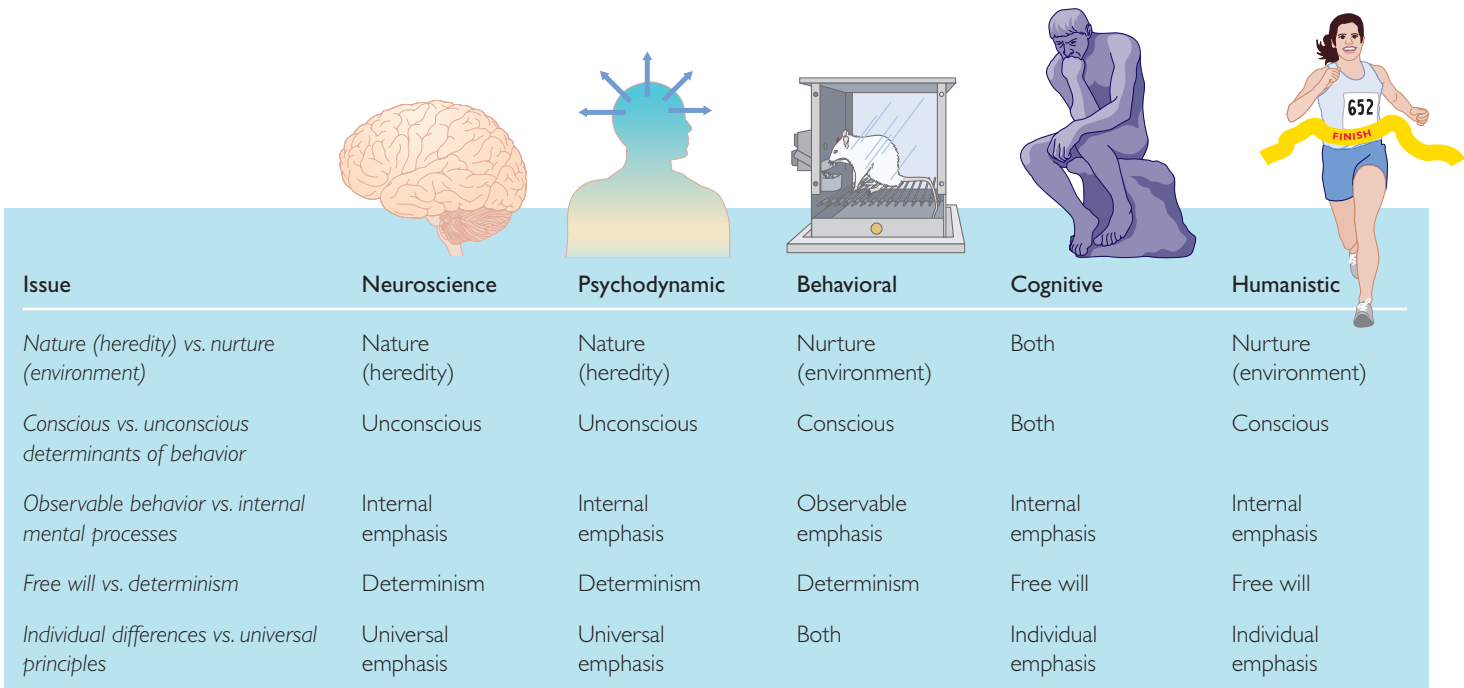 652
FINISH
Issue Neuroscience Psychodynamic Behavioral Cognitive Humanistic
Nature (heredity) vs. nurture Nature Nature Nurture Both Nurture
(environment) (heredity) (heredity) (environment) (environment)
Conscious vs. unconscious Unconscious Unconscious Conscious Both Conscious
determinants of behavior
Observable behavior vs. internal Internal Internal Observable Internal Internal
mental processes emphasis emphasis emphasis emphasis emphasis
Free will vs. determinism Determinism Determinism Determinism Free will Free will
Individual differences vs. universal Universal Universal Both Individual Individual
principles emphasis emphasis emphasis emphasis